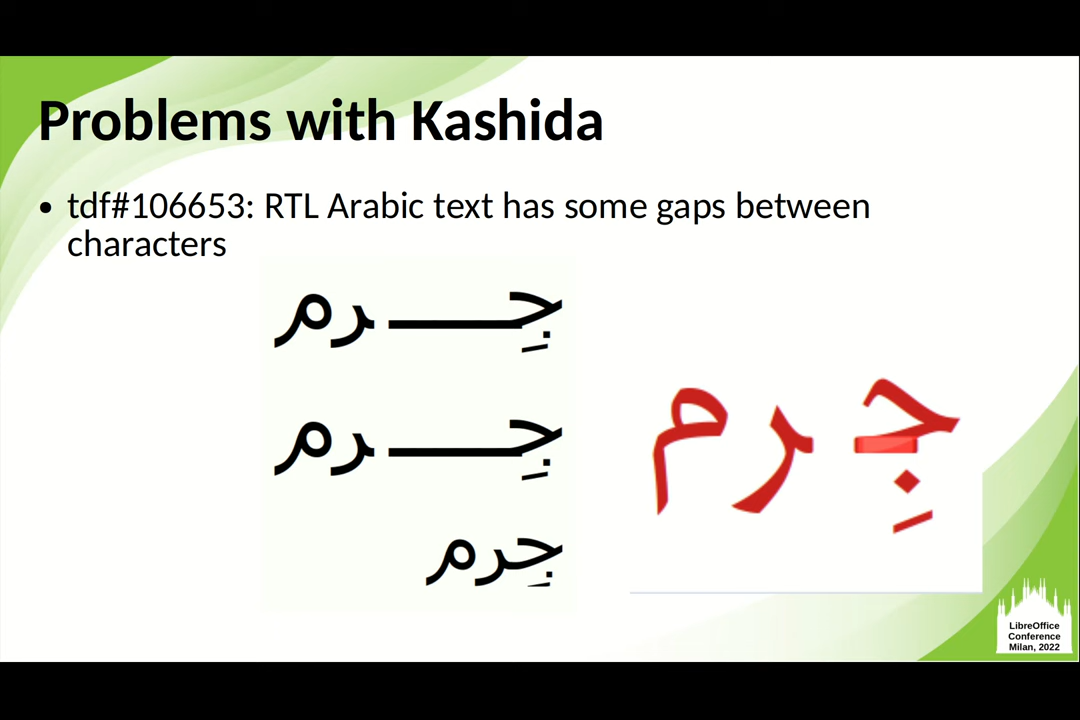 Problems with Kashida
• tdf#106653: RTL Arabic text has some gaps between
characters
جِـــــرم
جِـــــرم
جِرم
جِـرم
LibreOffice
Conference
Milan, 2022